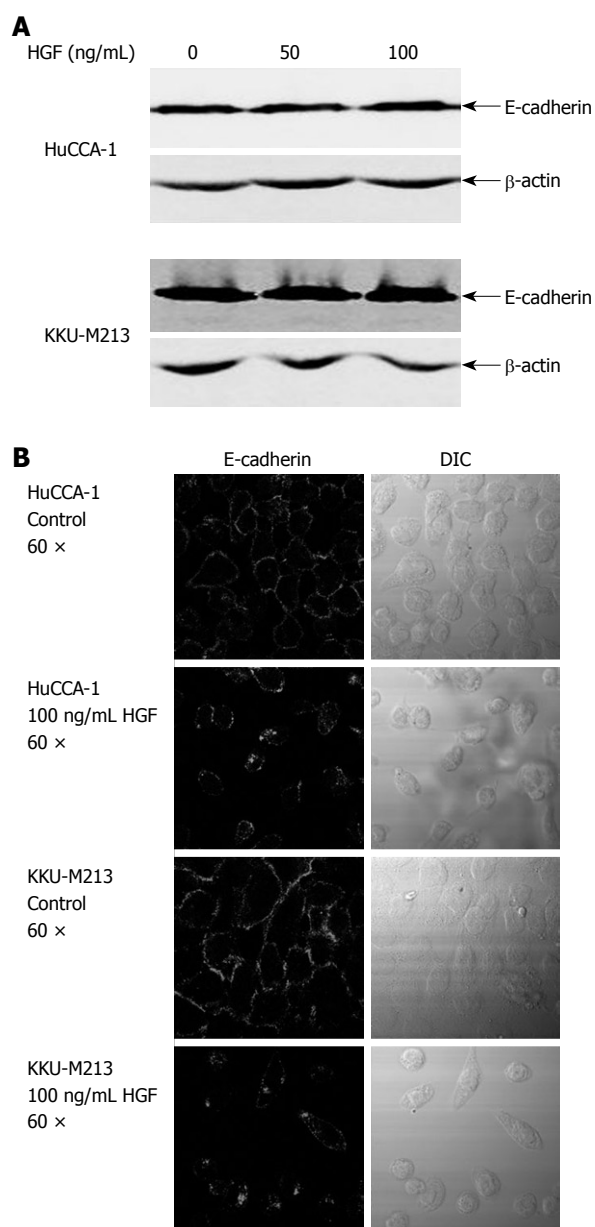 A
HGF (ng/mL) 0 50 100
HuCCA-1
E-cadherin
β-actin
KKU-M213
E-cadherin
β-actin
B
E-cadherin DIC
HuCCA-1
Control
60 ×
HuCCA-1
100 ng/mL HGF
60 ×
KKU-M213
Control
60 ×
KKU-M213
100 ng/mL HGF
60 ×